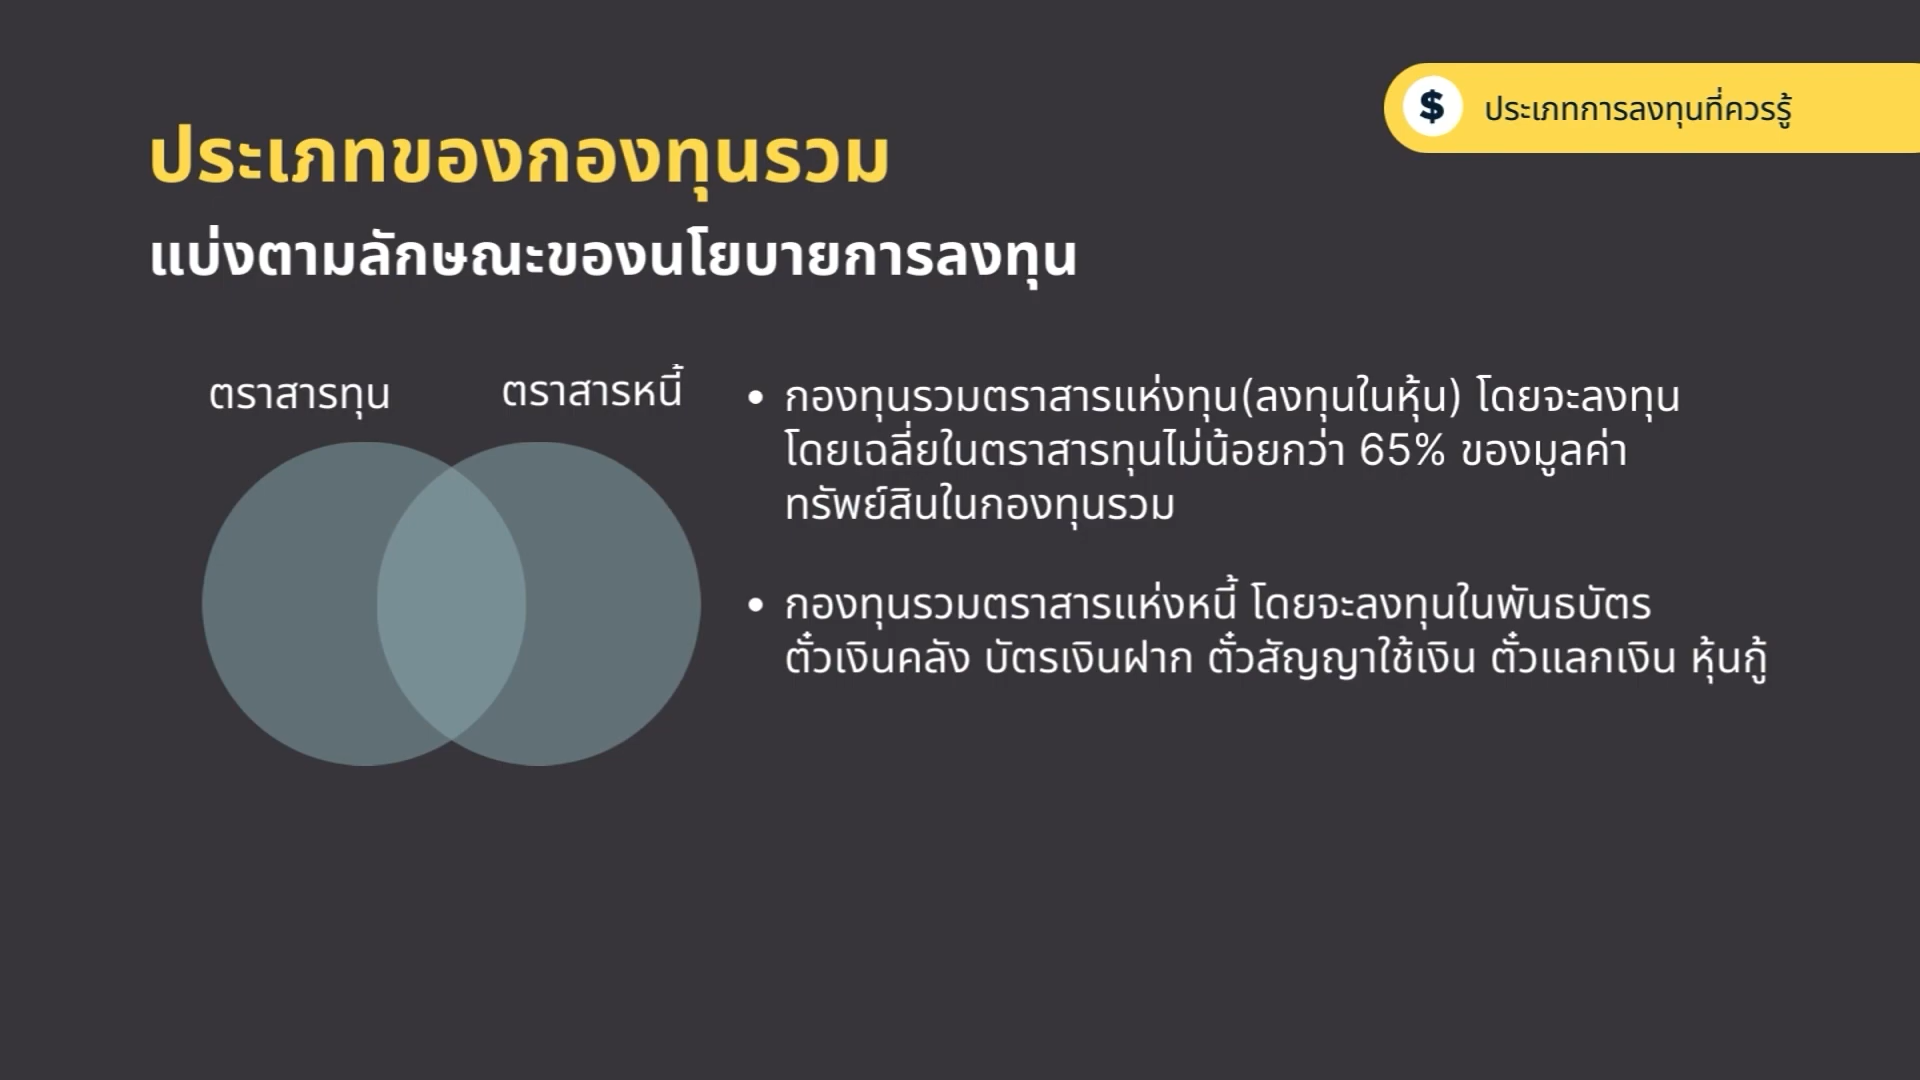 $ ประเภทการลงทุนที่ควรรู้
ประเภทของกองทุนรวม
แบ่งตามลักษณะของนโยบายการลงทุน
ตราสารทุน
ตราสารหนี้
• กองทุนรวมตราสารแห่งทุน(ลงทุนในหุ้น) โดยจะลงทุน
โดยเฉลี่ยในตราสารทุนไม่น้อยกว่า 65% ของมูลค่า
ทรัพย์สินในกองทุนรวม
• กองทุนรวมตราสารแห่งหนี้ โดยจะลงทุนในพันธบัตร
ตั๋วเงินคลัง บัตรเงินฝาก ตั๋วสัญญาใช้เงิน ตั๋วแลกเงิน หุ้นกู้